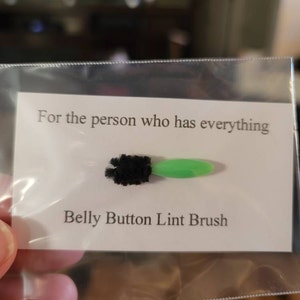 For the person who has everything
Belly Button Lint Brush